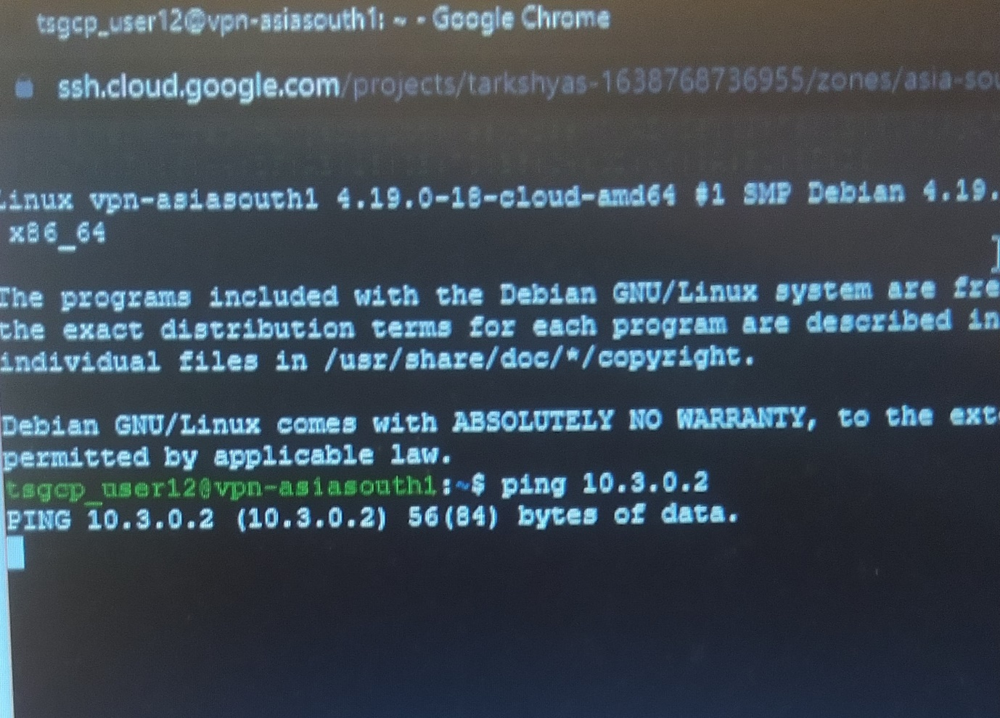 tsgcp_user12@vpn-asiasouth1: ~ - Google Chrome
ssh.cloud.google.com/projects/tarkshyas-1638768736955/zones/asia-sou
Linux vpn-asiasouth1 4.19.0-18-cloud-amd64 #1 SMP Debian 4.19.
x86_64
The programs included with the Debian GNU/Linux system are fre
the exact distribution terms for each program are described in
individual files in /usr/share/doc/*/copyright.
Debian GNU/Linux comes with ABSOLUTELY NO WARRANTY, to the exte
permitted by applicable law.
tsgcp_user12@vpn-asiasouth1:~$ ping 10.3.0.2
PING 10.3.0.2 (10.3.0.2) 56(84) bytes of data.